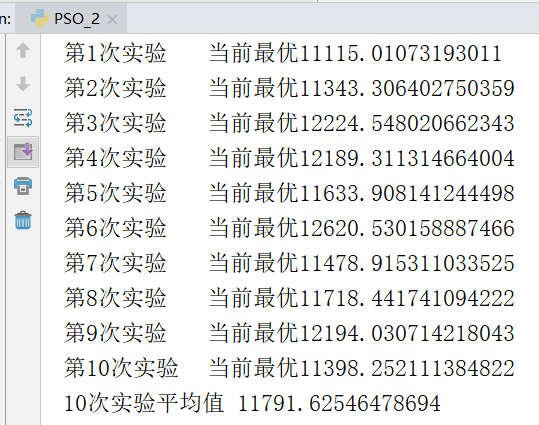 n: PSO_2 ×
第1次实验 当前最优11115.01073193011
第2次实验 当前最优11343.306402750359
第3次实验 当前最优12224.548020662343
第4次实验 当前最优12189.311314664004
第5次实验 当前最优11633.908141244498
第6次实验 当前最优12620.530158887466
第7次实验 当前最优11478.915311033525
第8次实验 当前最优11718.441741094222
第9次实验 当前最优12194.030714218043
第10次实验 当前最优11398.252111384822
10次实验平均值 11791.62546478694